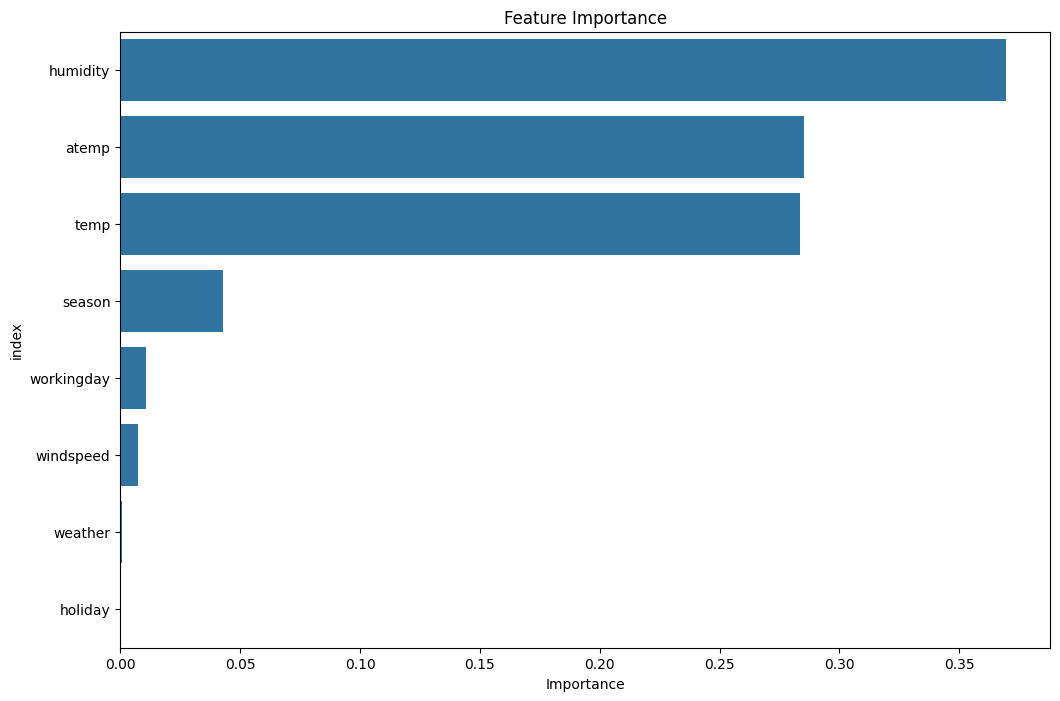 Feature Importance
humidity
atemp
temp
season
workingday
windspeed
weather
holiday
index
0.00 0.05 0.10 0.15 0.20 0.25 0.30 0.35
Importance